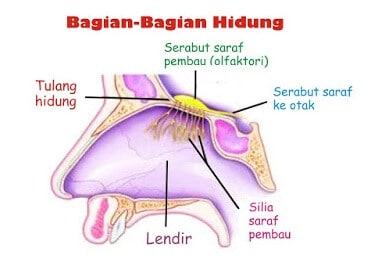 Bagian-Bagian Hidung
Serabut saraf
pembau (olfaktori)
Tulang
hidung
Serabut saraf
ke otak
Silia
saraf
pembau
Lendir